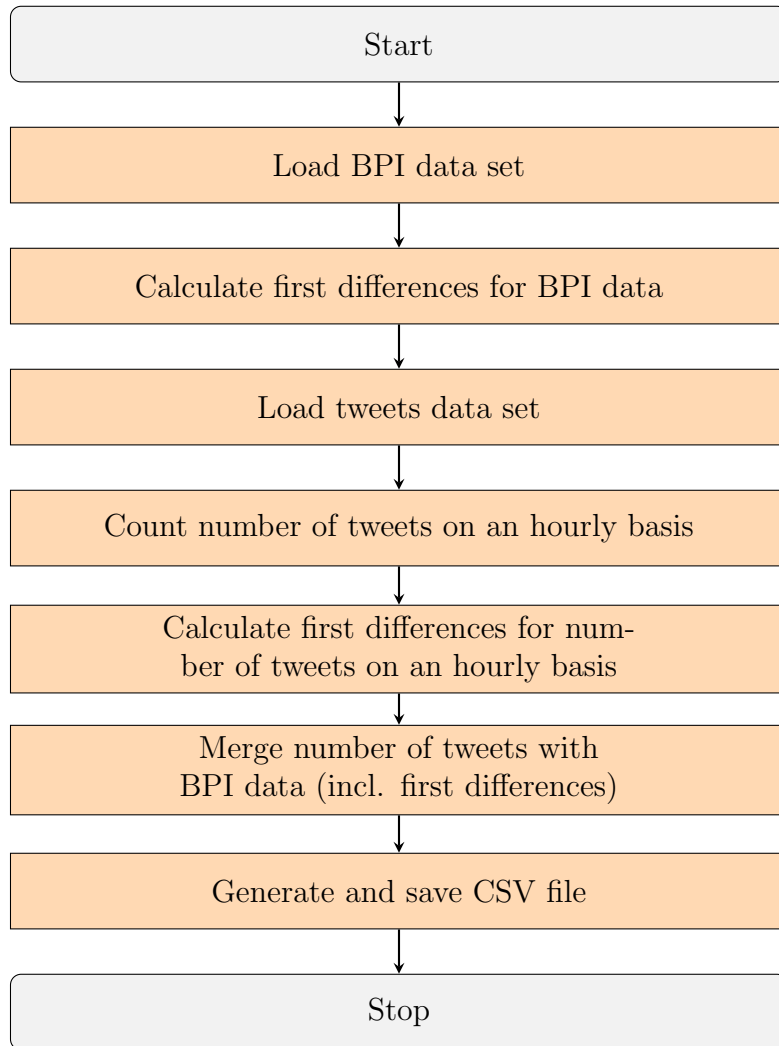 Start
Load BPI data set
Calculate first differences for BPI data
Load tweets data set
Count number of tweets on an hourly basis
Calculate first differences for num-
ber of tweets on an hourly basis
Merge number of tweets with
BPI data (incl. first differences)
Generate and save CSV file
Stop